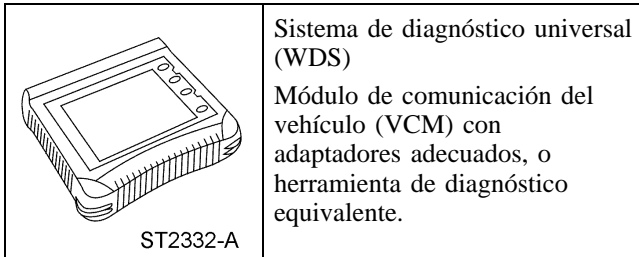 Sistema de diagnóstico universal
(WDS)
Módulo de comunicación del
vehículo (VCM) con
adaptadores adecuados, o
herramienta de diagnóstico
equivalente.
ST2332-A